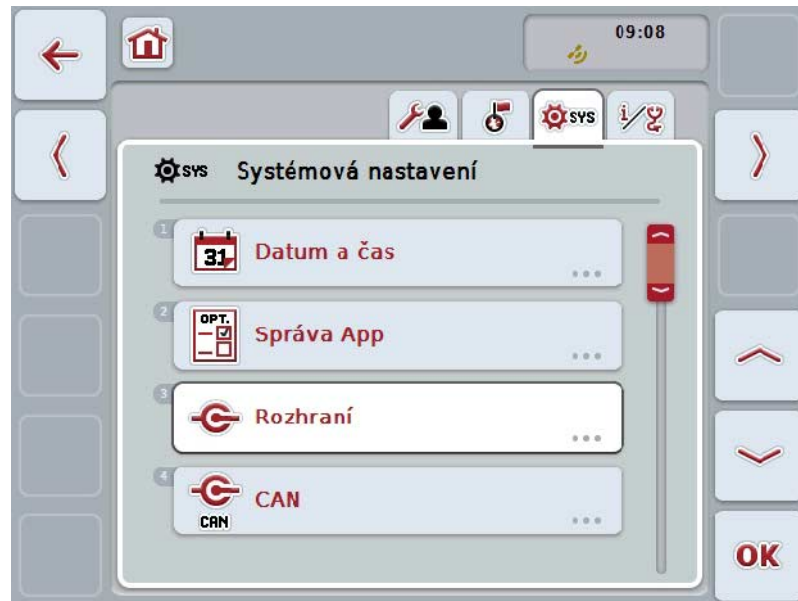 09:08
SYS
i/
SYS Systémová nastavení
1
31 Datum a čas
2
OPT. Správa App
3
Rozhraní
4
CAN
CAN
OK